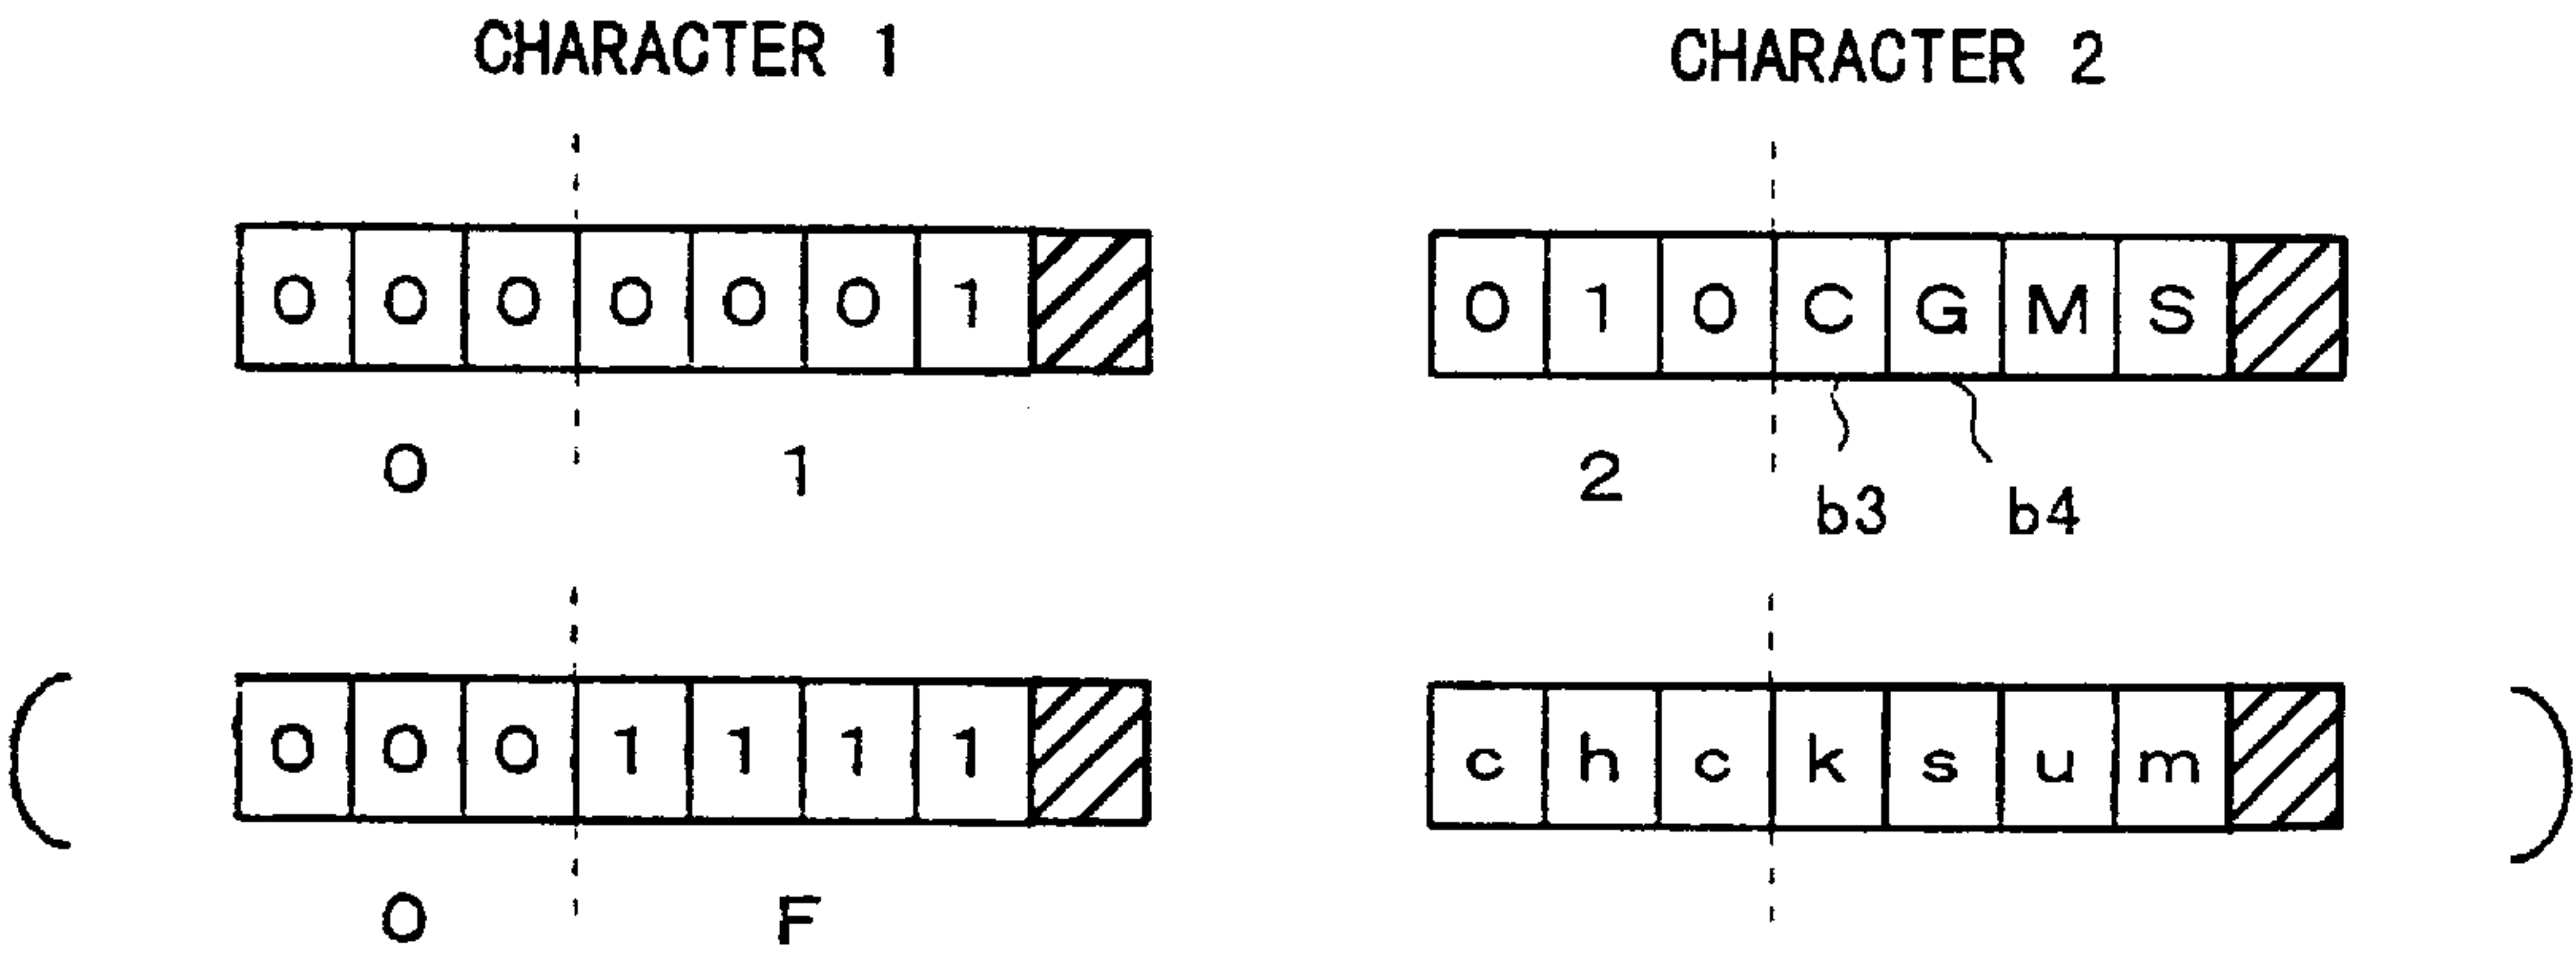 CHARACTER 1 CHARACTER 2
0 0 0 0 0 0 1 0 1 0 C G M S
0 1 2 b3 b4
( 0 0 0 1 1 1 1 c h c k s u m )
0 F